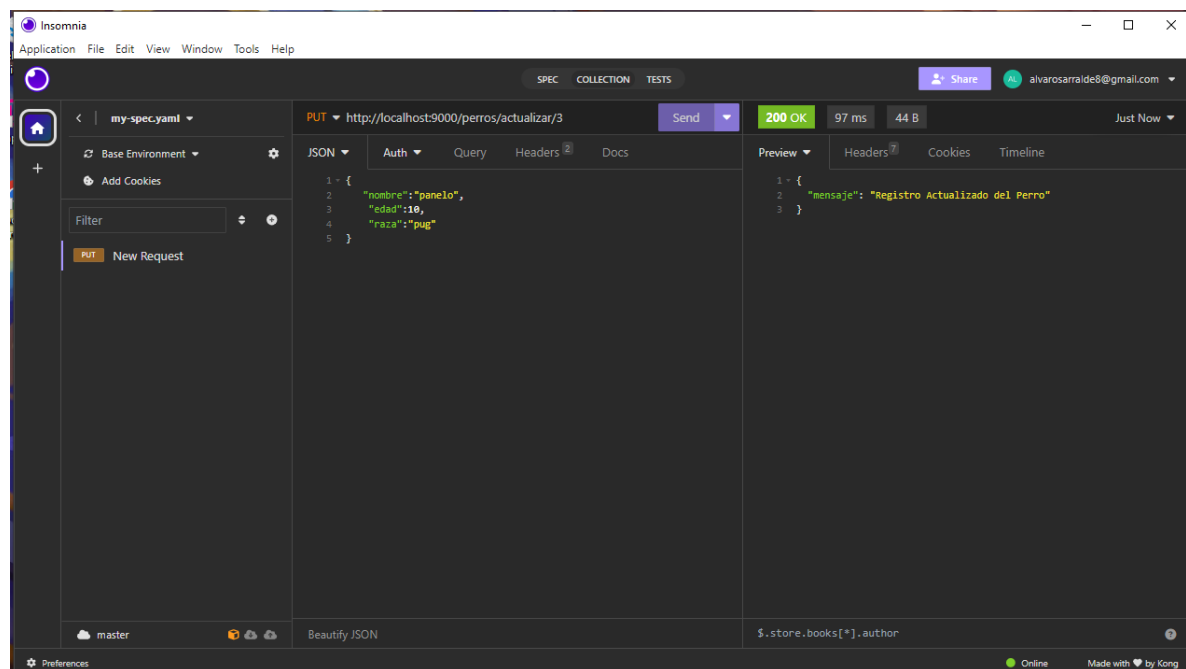 Insomnia
Application File Edit View Window Tools Help
SPEC COLLECTION TESTS
Share
AL
alvarosarralde8@gmail.com
my-spec.yaml
PUT http://localhost:9000/perros/actualizar/3
Send
200 OK
97 ms
44 B
Just Now
Base Environment
JSON Auth Query Headers 2 Docs
Preview Headers 7 Cookies Timeline
Add Cookies
Filter
PUT New Request
1 {
2 "nombre":"panelo",
3 "edad":10,
4 "raza":"pug"
5 }
1 {
2 "mensaje": "Registro Actualizado del Perro"
3 }
master
Beautify JSON
$.store.books[*].author
Preferences
Online
Made with ♥ by Kong